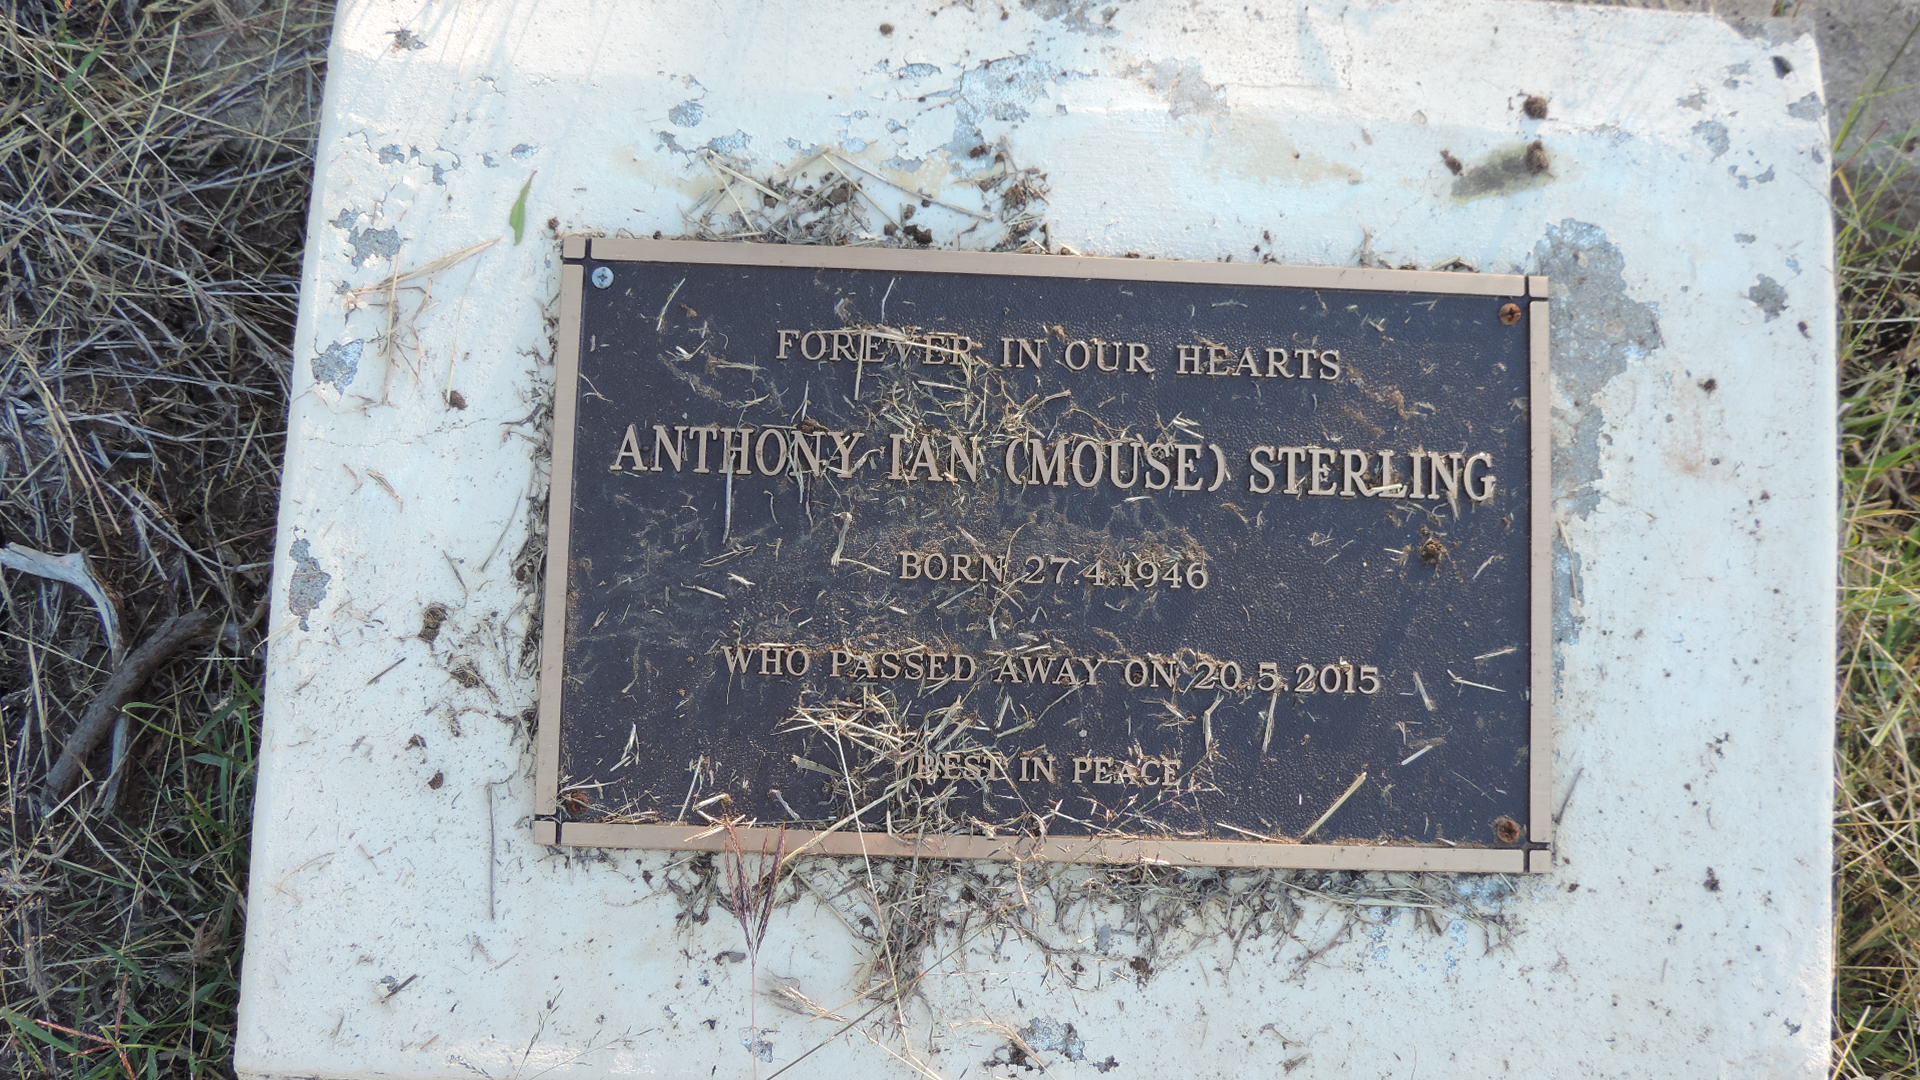 FOREVER IN OUR HEARTS
ANTHONY IAN (MOUSE) STERLING
BORN 27.4.1946
WHO PASSED AWAY ON 20.5.2015
REST IN PEACE